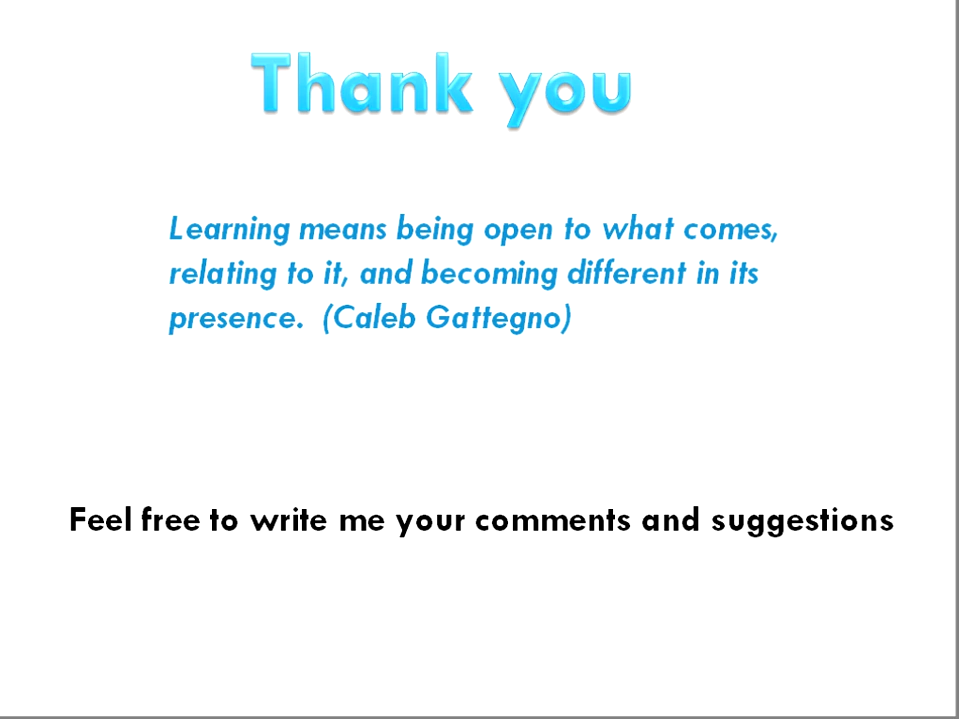 Thank you
Learning means being open to what comes,
relating to it, and becoming different in its
presence.  (Caleb Gattegno)
Feel free to write me your comments and suggestions